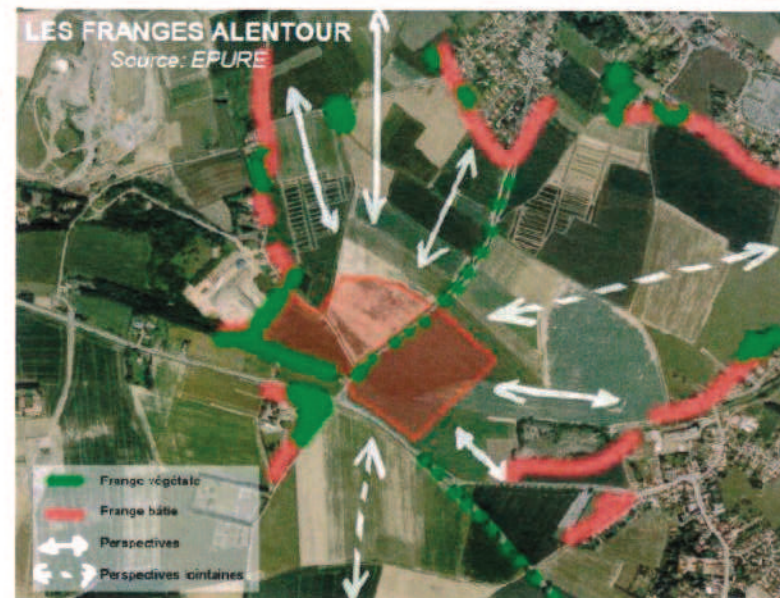 LES FRANGES ALENTOUR
Source: EPURE
Frange végétale
Frange bâtie
Perspectives
Perspectives lointaines